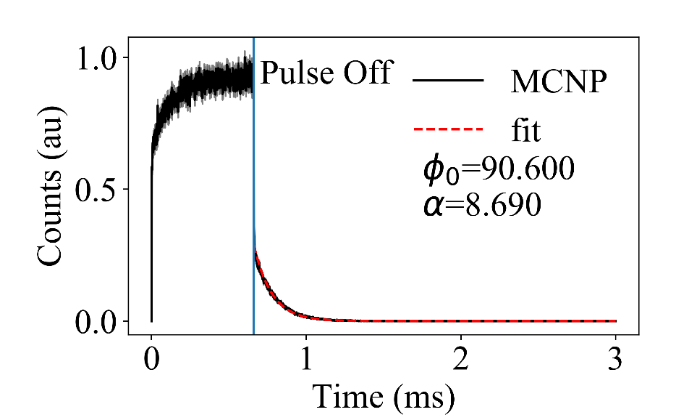 1.0
0.5
0.0
Counts (au)
Pulse Off
MCNP
fit
ϕ₀=90.600
α=8.690
0 1 2 3
Time (ms)